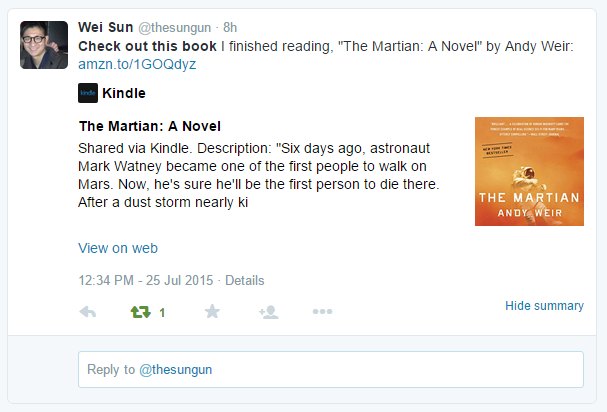 Wei Sun @thesungun · 8h
Check out this book I finished reading, "The Martian: A Novel" by Andy Weir:
amzn.to/1GOQdyz
kindle Kindle
The Martian: A Novel
Shared via Kindle. Description: "Six days ago, astronaut
Mark Watney became one of the first people to walk on
Mars. Now, he's sure he'll be the first person to die there.
After a dust storm nearly ki
NEW YORK TIMES
BESTSELLER
THE MARTIAN
ANDY WEIR
View on web
12:34 PM - 25 Jul 2015 · Details
1
Hide summary
Reply to @thesungun